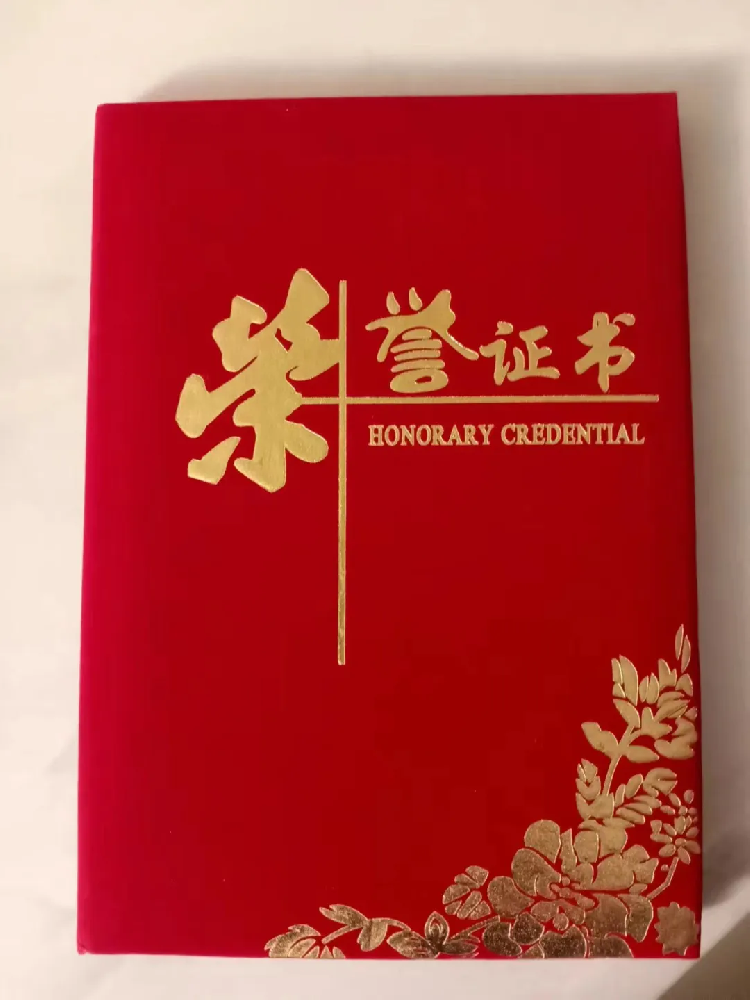 荣誉证书
HONORARY CREDENTIAL